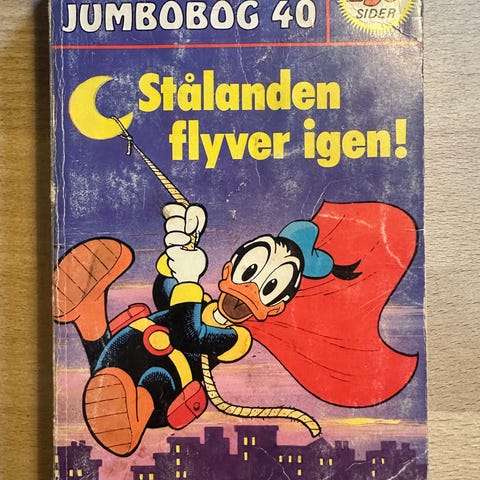 JUMBOBOG 40
SIDER
Stålanden
flyver igen!